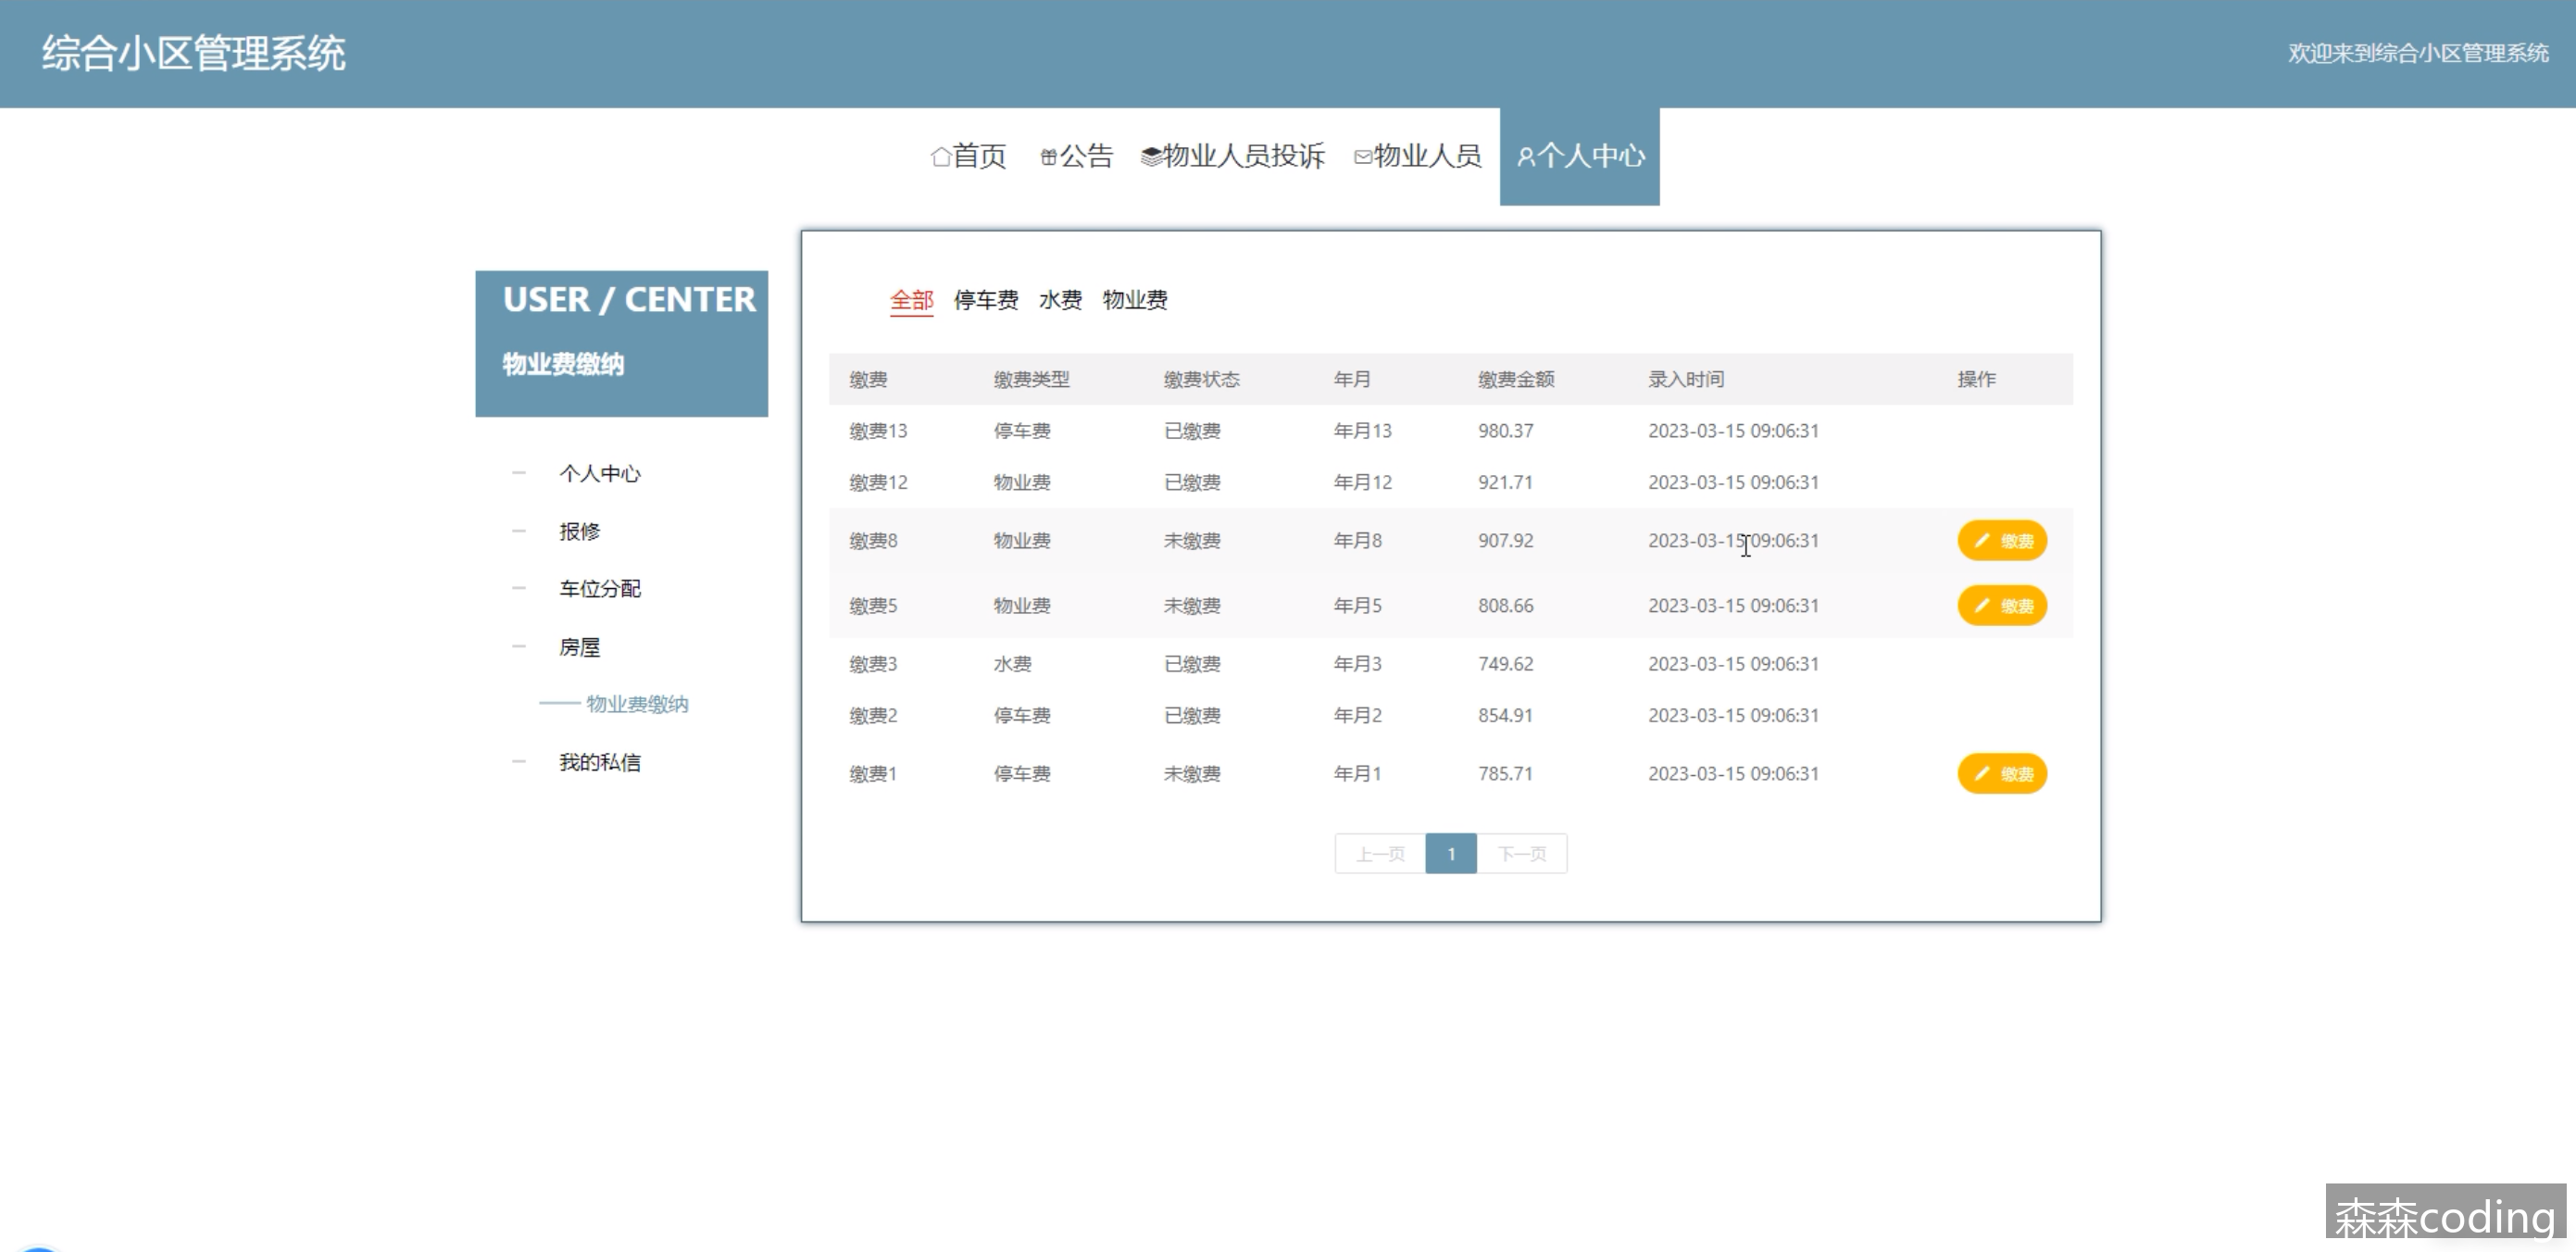 综合小区管理系统
欢迎来到综合小区管理系统
首页 公告 物业人员投诉 物业人员 个人中心
USER / CENTER
物业费缴纳
个人中心
报修
车位分配
房屋
物业费缴纳
我的私信
全部 停车费 水费 物业费
缴费 缴费类型 缴费状态 年月 缴费金额 录入时间 操作
缴费13 停车费 已缴费 年月13 980.37 2023-03-15 09:06:31
缴费12 物业费 已缴费 年月12 921.71 2023-03-15 09:06:31
缴费8 物业费 未缴费 年月8 907.92 2023-03-15 09:06:31 缴费
缴费5 物业费 未缴费 年月5 808.66 2023-03-15 09:06:31 缴费
缴费3 水费 已缴费 年月3 749.62 2023-03-15 09:06:31
缴费2 停车费 已缴费 年月2 854.91 2023-03-15 09:06:31
缴费1 停车费 未缴费 年月1 785.71 2023-03-15 09:06:31 缴费
上一页 1 下一页
森森coding